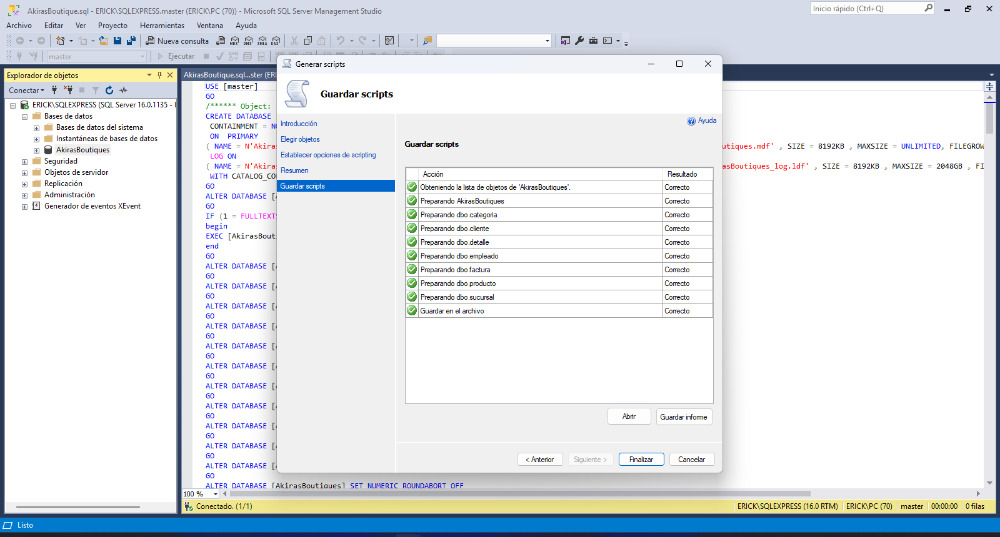 AkirasBoutique.sql - ERICK\SQLEXPRESS.master (ERICK\PC (70)) - Microsoft SQL Server Management Studio
Inicio rápido (Ctrl+Q)
Archivo Editar Ver Proyecto Herramientas Ventana Ayuda
Nueva consulta MDX DMX XMLA DAX
master Ejecutar
Explorador de objetos
Conectar
ERICK\SQLEXPRESS (SQL Server 16.0.1135 -
Bases de datos
Bases de datos del sistema
Instantáneas de bases de datos
AkirasBoutiques
Seguridad
Objetos de servidor
Replicación
Administración
Generador de eventos XEvent
AkirasBoutique.sql...ster (ERI
USE [master]
GO
/****** Object:
CREATE DATABASE
CONTAINMENT = NO
ON PRIMARY
( NAME = N'Akiras
utiques.mdf' , SIZE = 8192KB , MAXSIZE = UNLIMITED, FILEGROW
LOG ON
( NAME = N'Akiras
asBoutiques_log.ldf' , SIZE = 8192KB , MAXSIZE = 2048GB , FI
WITH CATALOG_CO
GO
ALTER DATABASE [A
GO
IF (1 = FULLTEXTS
begin
EXEC [AkirasBouti
end
GO
ALTER DATABASE [A
GO
ALTER DATABASE [A
GO
ALTER DATABASE [A
GO
ALTER DATABASE [A
GO
ALTER DATABASE [A
GO
ALTER DATABASE [A
GO
ALTER DATABASE [A
GO
ALTER DATABASE [A
GO
ALTER DATABASE [A
GO
ALTER DATABASE [A
GO
ALTER DATABASE [A
GO
ALTER DATABASE [AkirasBoutiques] SET NUMERIC_ROUNDABORT OFF
Generar scripts
Guardar scripts
Introducción
Elegir objetos
Establecer opciones de scripting
Resumen
Guardar scripts
Ayuda
Guardar scripts
Acción Resultado
Obteniendo la lista de objetos de 'AkirasBoutiques'. Correcto
Preparando AkirasBoutiques Correcto
Preparando dbo.categoria Correcto
Preparando dbo.cliente Correcto
Preparando dbo.detalle Correcto
Preparando dbo.empleado Correcto
Preparando dbo.factura Correcto
Preparando dbo.producto Correcto
Preparando dbo.sucursal Correcto
Guardar en el archivo Correcto
Abrir Guardar informe
< Anterior Siguiente > Finalizar Cancelar
100 %
Conectado. (1/1)
ERICK\SQLEXPRESS (16.0 RTM) ERICK\PC (70) master 00:00:00 0 filas
Listo